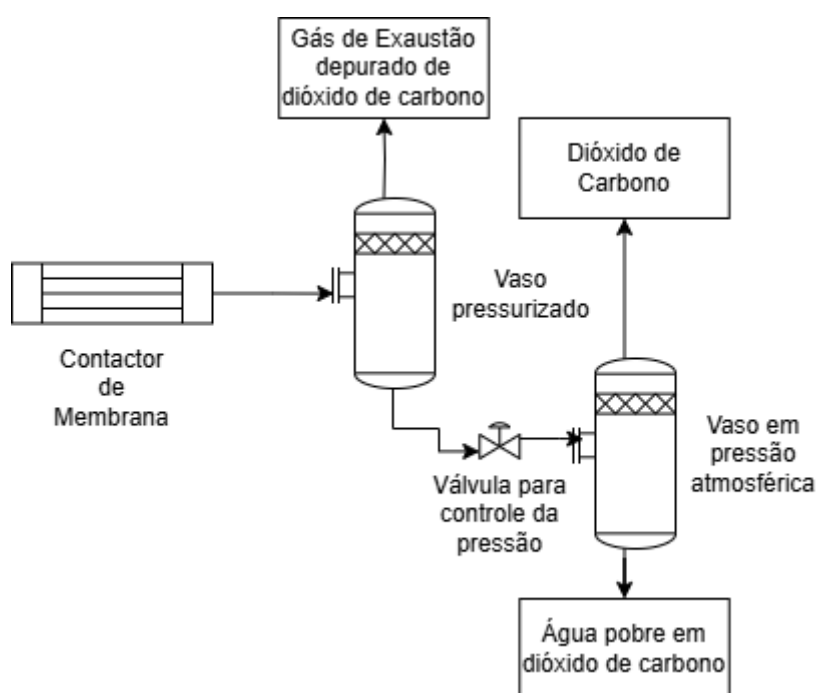 Gás de Exaustão
depurado de
dióxido de carbono
Dióxido de
Carbono
Vaso
pressurizado
Contactor
de
Membrana
Vaso em
pressão
atmosférica
Válvula para
controle da
pressão
Água pobre em
dióxido de carbono